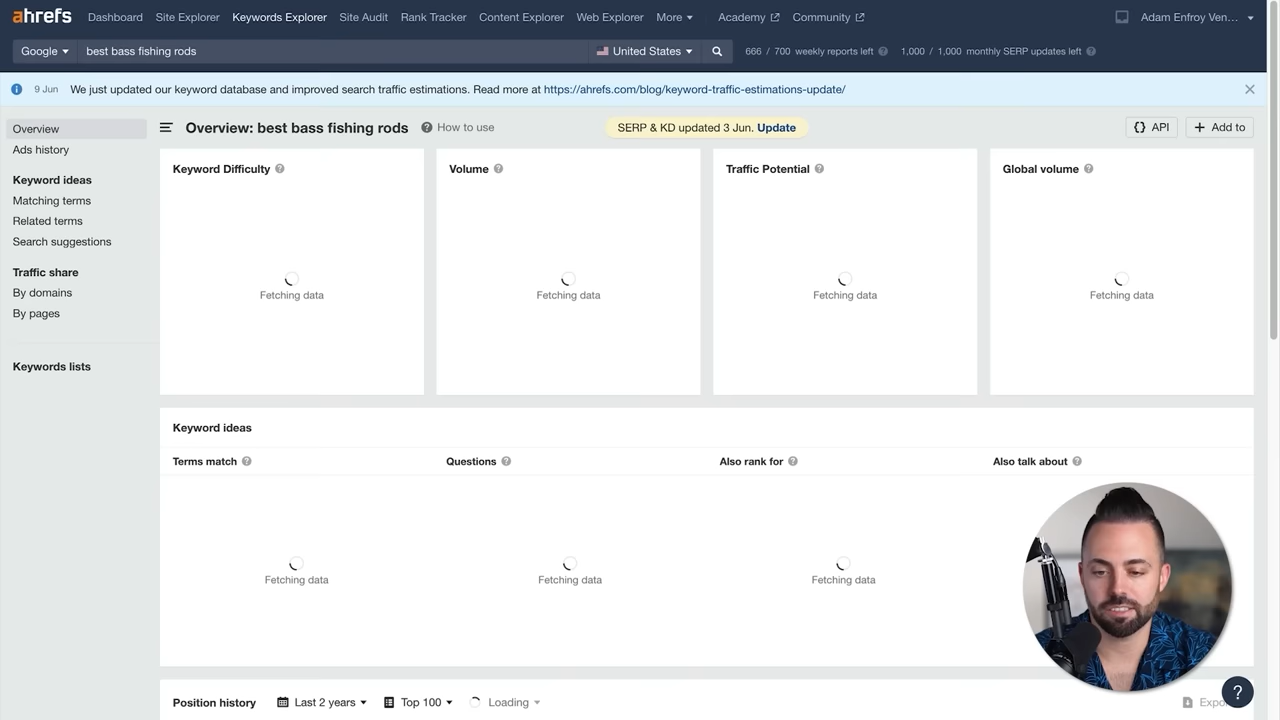 ahrefs Dashboard Site Explorer Keywords Explorer Site Audit Rank Tracker Content Explorer Web Explorer More Academy Community Adam Enfroy Ven...
Google best bass fishing rods United States 666 / 700 weekly reports left 1,000 / 1,000 monthly SERP updates left
9 Jun We just updated our keyword database and improved search traffic estimations. Read more at https://ahrefs.com/blog/keyword-traffic-estimations-update/
Overview
Ads history
Keyword ideas
Matching terms
Related terms
Search suggestions
Traffic share
By domains
By pages
Keywords lists
Overview: best bass fishing rods How to use SERP & KD updated 3 Jun. Update {} API + Add to
Keyword Difficulty Volume Traffic Potential Global volume
Fetching data Fetching data Fetching data Fetching data
Keyword ideas
Terms match Questions Also rank for Also talk about
Fetching data Fetching data Fetching data
Position history Last 2 years Top 100 Loading